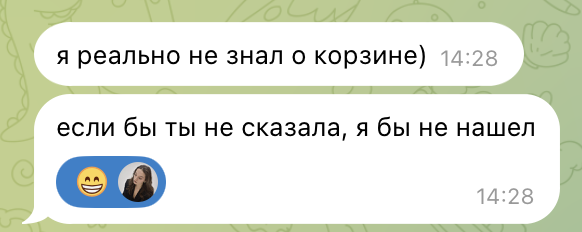 я реально не знал о корзине) 14:28
если бы ты не сказала, я бы не нашел
14:28